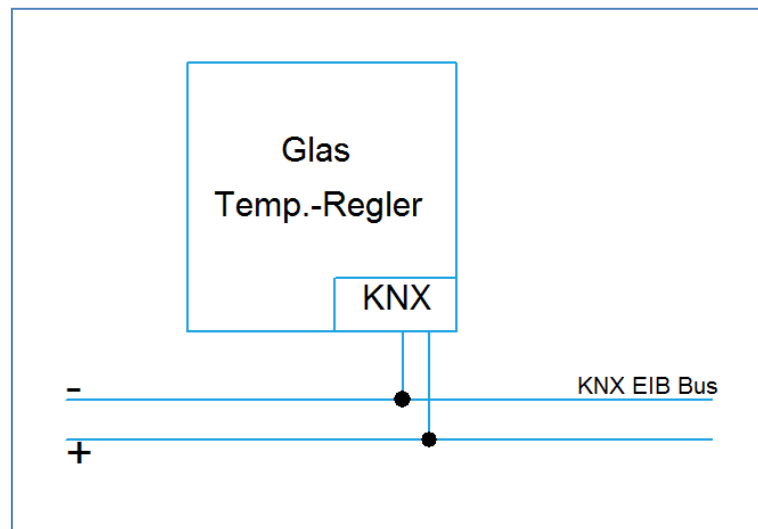 Glas
Temp.-Regler
KNX
-
KNX EIB Bus
+